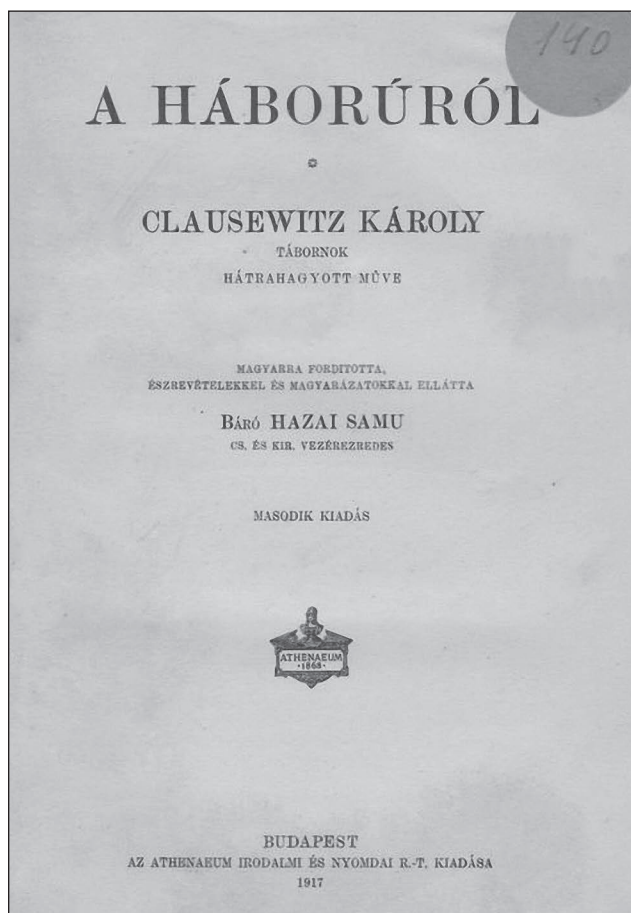 140
A HÁBORÚRÓL
CLAUSEWITZ KÁROLY
TÁBORNOK
HÁTRAHAGYOTT MŰVE
MAGYARRA FORDITOTTA,
ÉSZREVÉTELEKKEL ÉS MAGYARÁZATOKKAL ELLÁTTA
BÁRÓ HAZAI SAMU
CS. ÉS KIR. VEZÉREZREDES
MASODIK KIADÁS
ATHENAEUM
·1868·
BUDAPEST
AZ ATHENAEUM IRODALMI ÉS NYOMDAI R.-T. KIADÁSA
1917